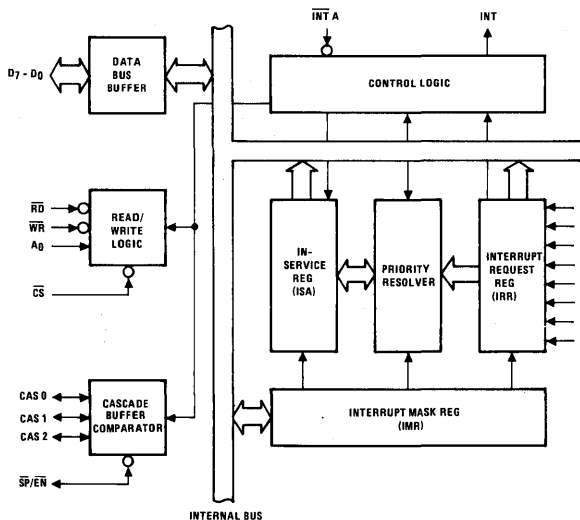 INT A
INT
D7 - D0
DATA
BUS
BUFFER
CONTROL LOGIC
RD
WR
A0
CS
READ/
WRITE
LOGIC
IN-
SERVICE
REG
(ISA)
PRIORITY
RESOLVER
INTERRUPT
REQUEST
REG
(IRR)
CAS 0
CAS 1
CAS 2
SP/EN
CASCADE
BUFFER
COMPARATOR
INTERRUPT MASK REG
(IMR)
INTERNAL BUS